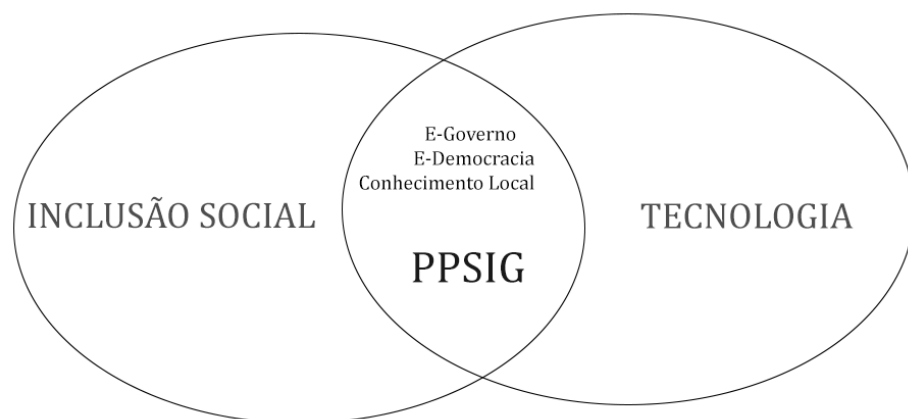 E-Governo
E-Democracia
Conhecimento Local
INCLUSÃO SOCIAL
TECNOLOGIA
PPSIG